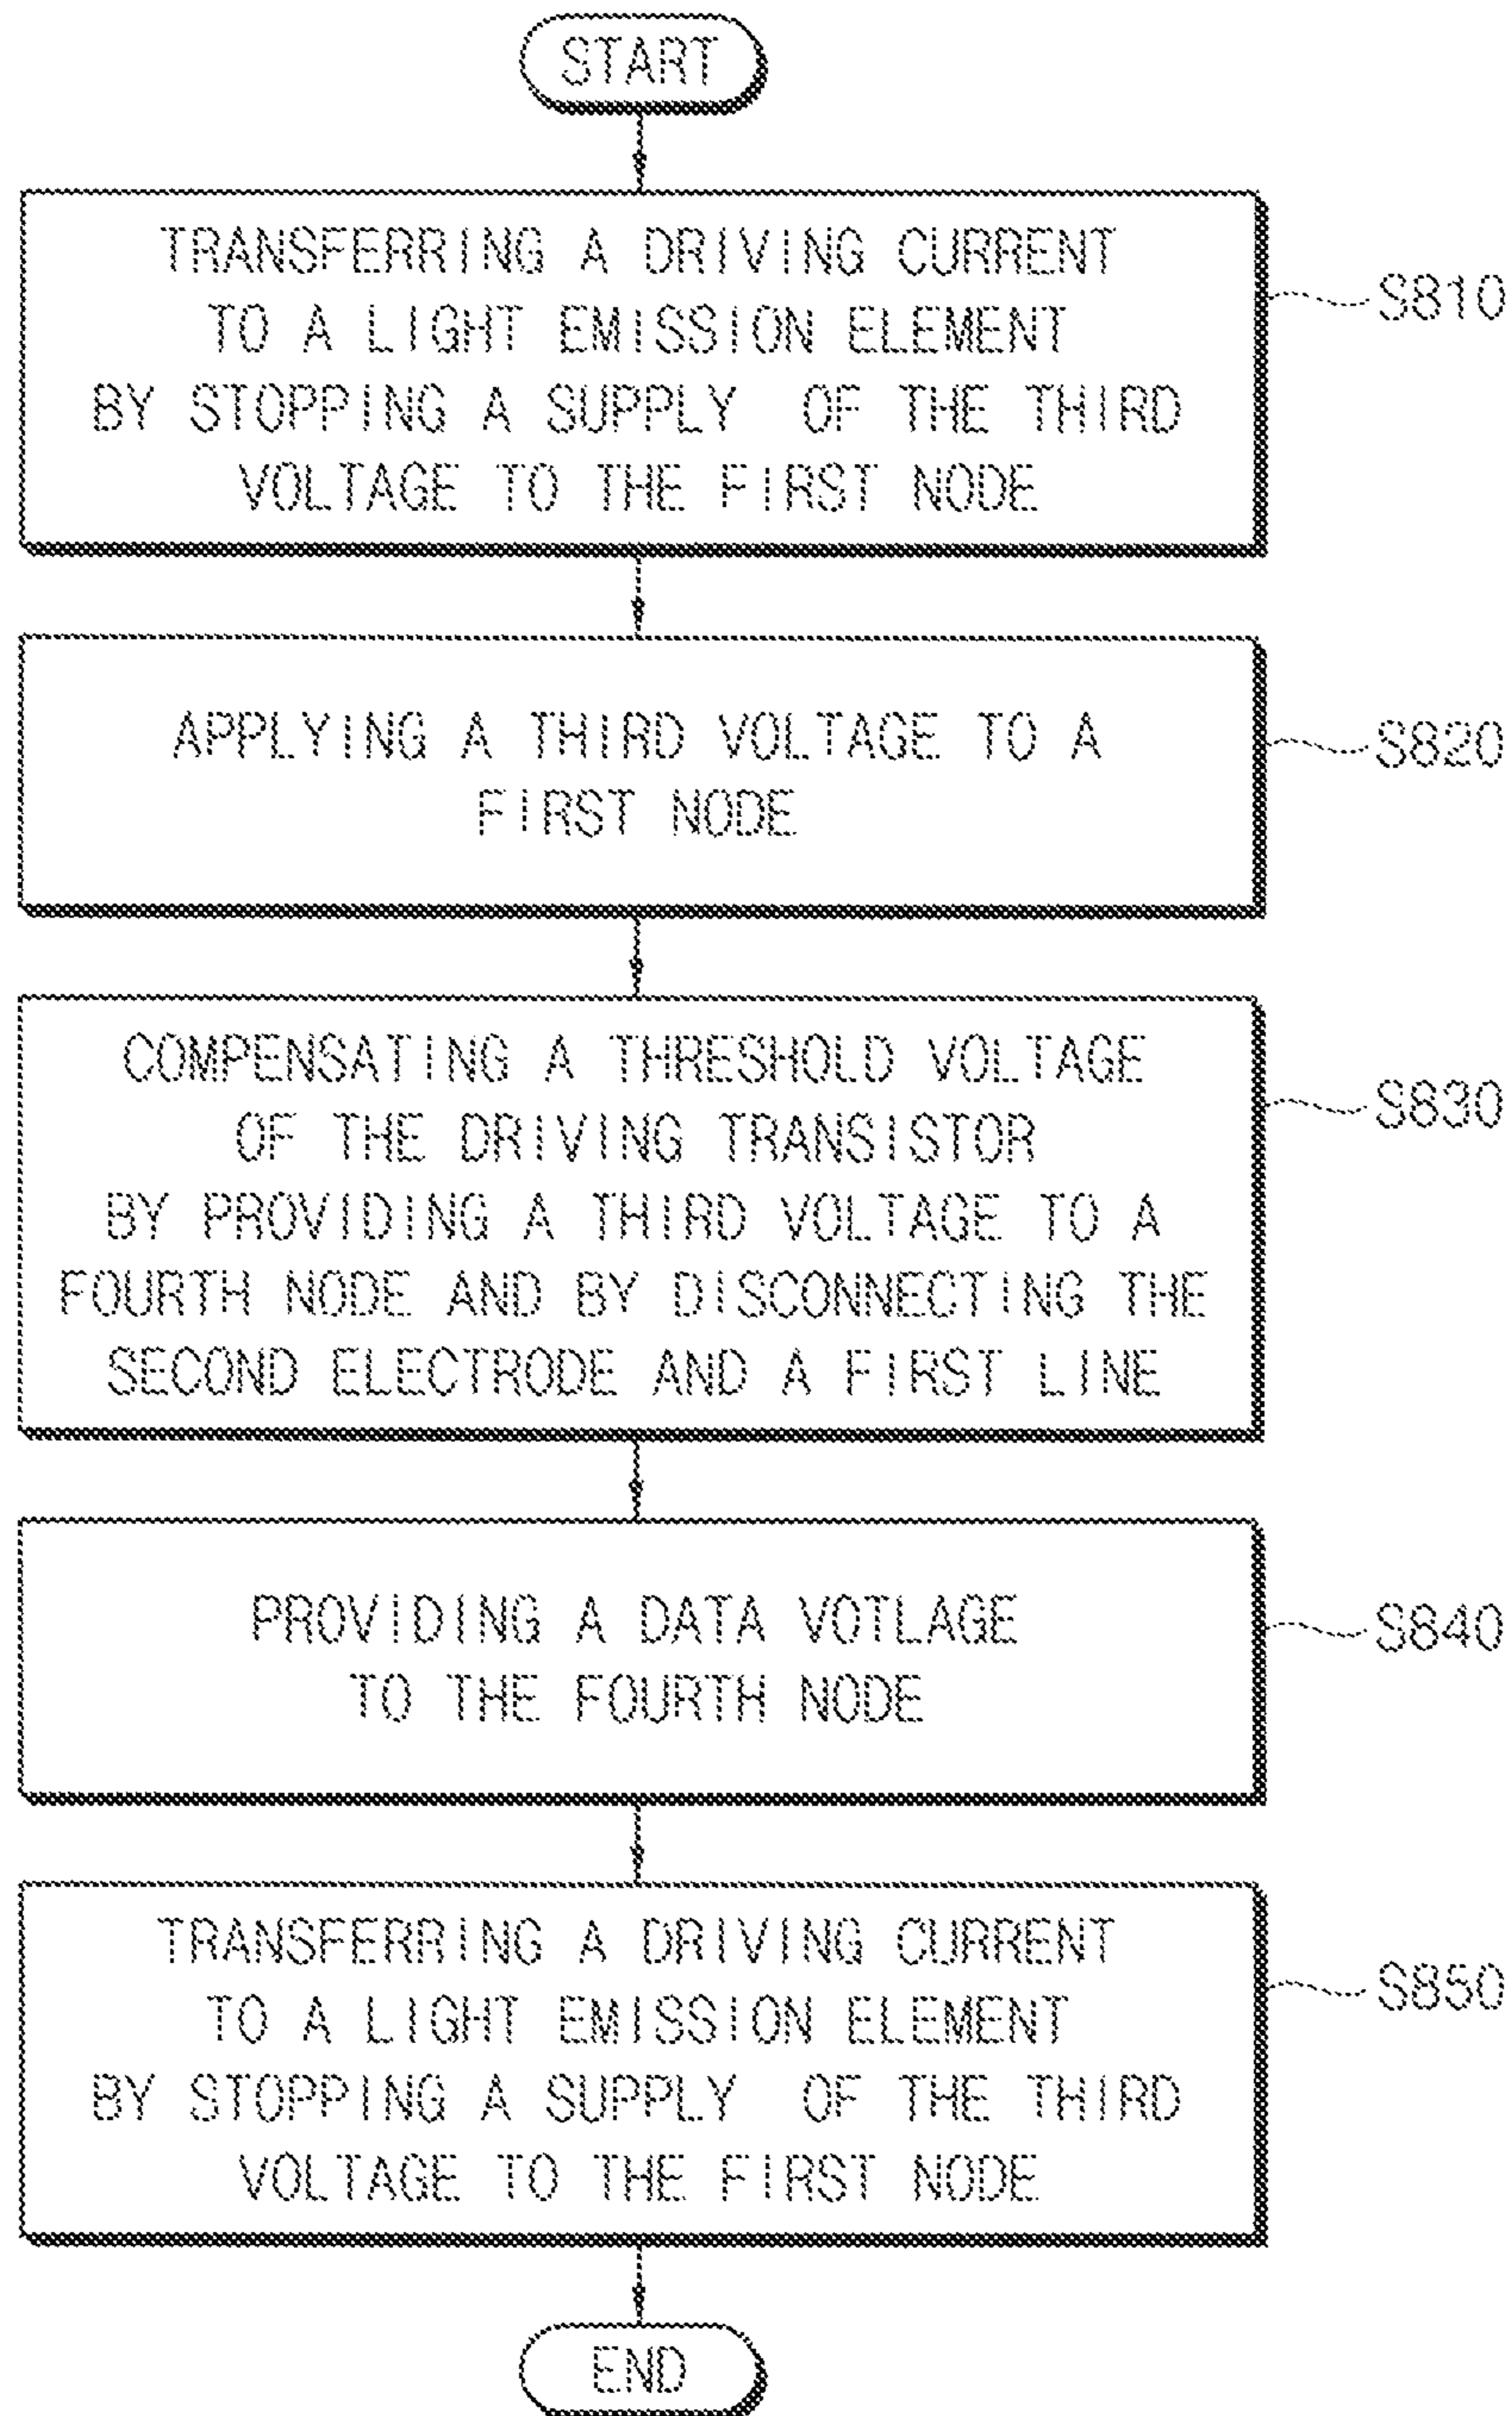 START
TRANSFERRING A DRIVING CURRENT
TO A LIGHT EMISSION ELEMENT
BY STOPPING A SUPPLY OF THE THIRD
VOLTAGE TO THE FIRST NODE
S810
APPLYING A THIRD VOLTAGE TO A
FIRST NODE
S820
COMPENSATING A THRESHOLD VOLTAGE
OF THE DRIVING TRANSISTOR
BY PROVIDING A THIRD VOLTAGE TO A
FOURTH NODE AND BY DISCONNECTING THE
SECOND ELECTRODE AND A FIRST LINE
S830
PROVIDING A DATA VOTLAGE
TO THE FOURTH NODE
S840
TRANSFERRING A DRIVING CURRENT
TO A LIGHT EMISSION ELEMENT
BY STOPPING A SUPPLY OF THE THIRD
VOLTAGE TO THE FIRST NODE
S850
END